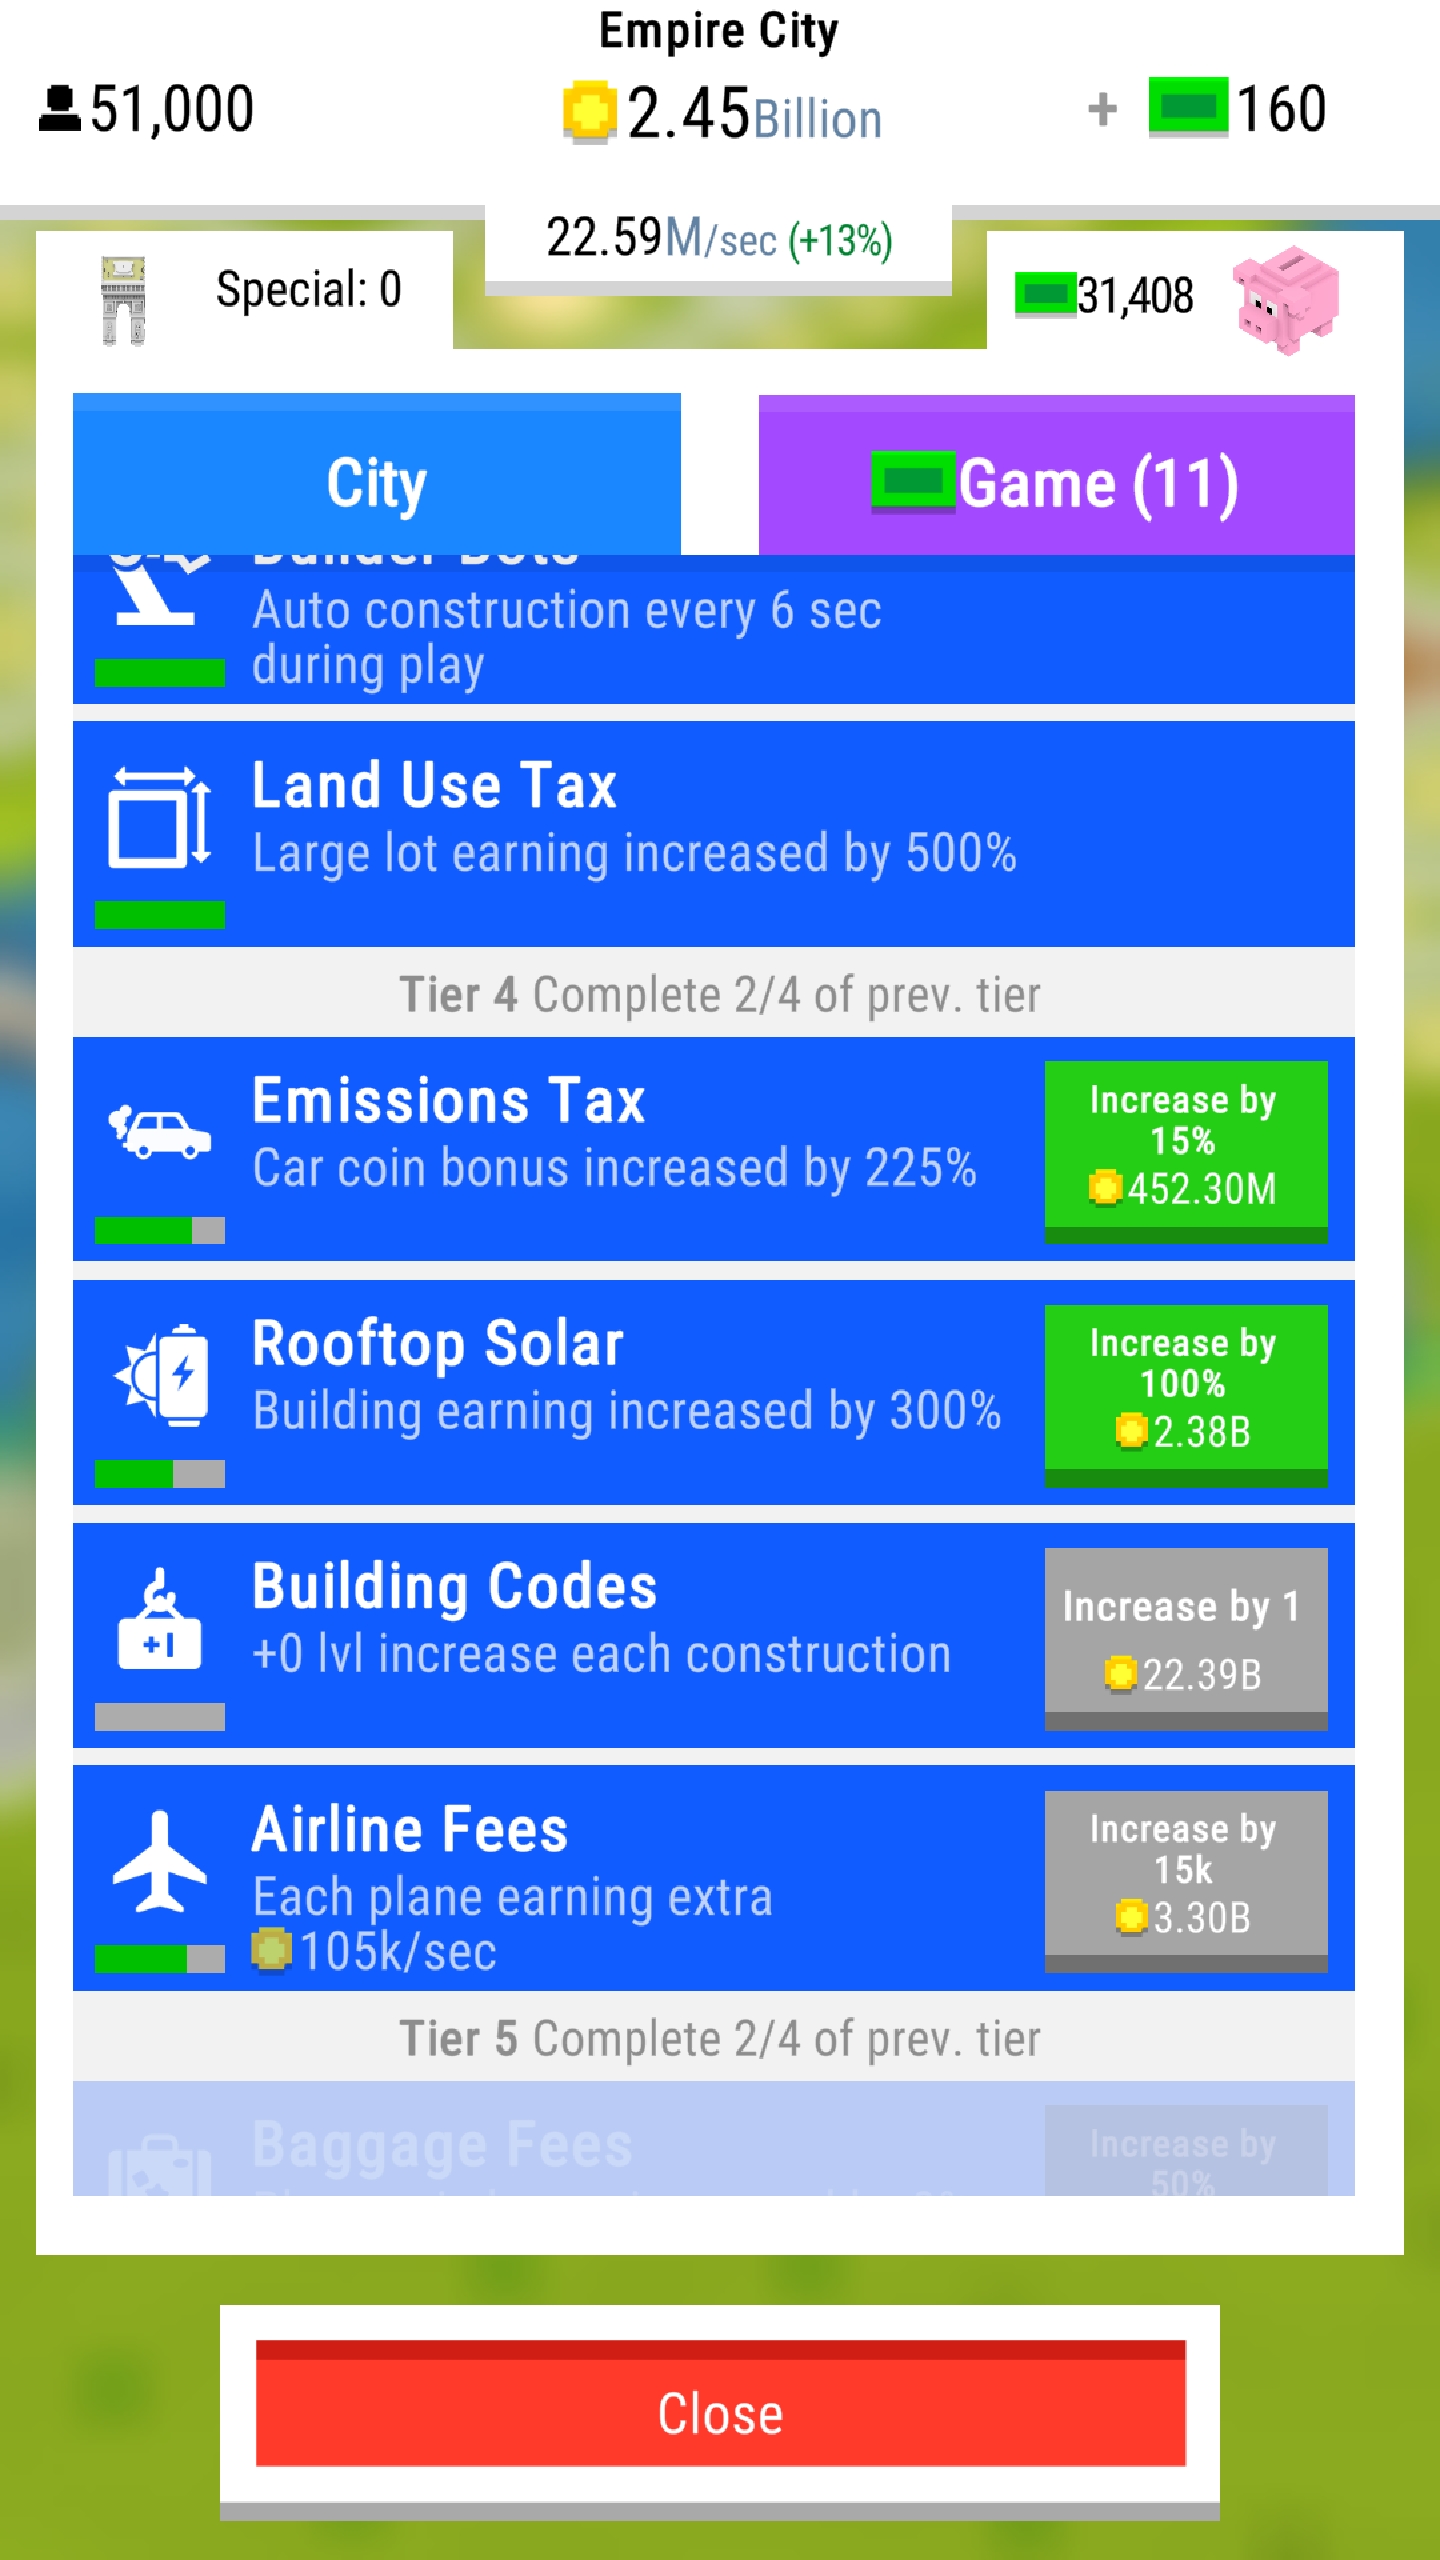 Empire City
51,000
2.45Billion
+ 160
22.59M/sec (+13%)
Special: 0
31,408
City
Game (11)
Auto construction every 6 sec
during play
Land Use Tax
Large lot earning increased by 500%
Tier 4 Complete 2/4 of prev. tier
Emissions Tax
Car coin bonus increased by 225%
Increase by
15%
452.30M
Rooftop Solar
Building earning increased by 300%
Increase by
100%
2.38B
Building Codes
+0 lvl increase each construction
+1
Increase by 1
22.39B
Airline Fees
Each plane earning extra
105k/sec
Increase by
15k
3.30B
Tier 5 Complete 2/4 of prev. tier
Baggage Fees
Increase by
50%
Close